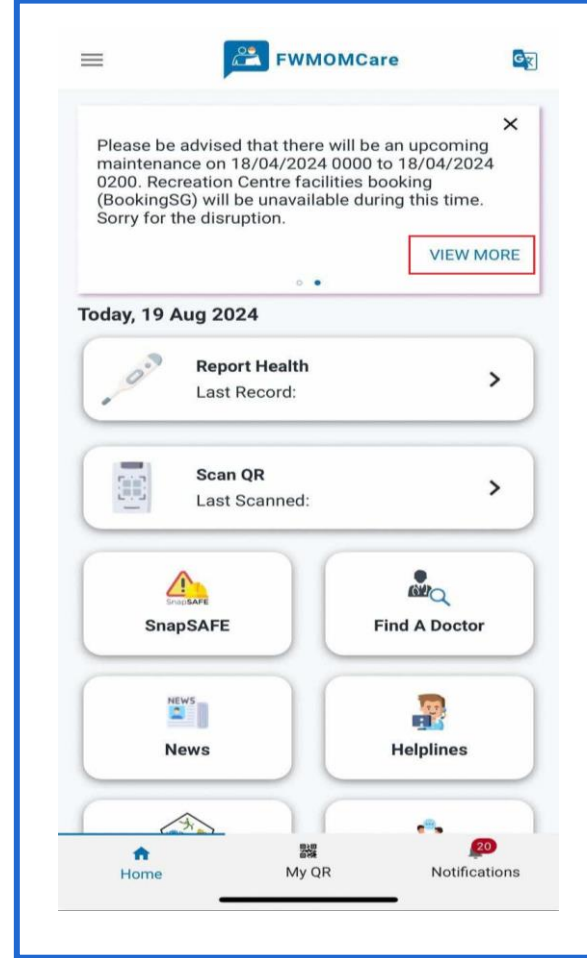 FWMOMCare
Please be advised that there will be an upcoming
maintenance on 18/04/2024 0000 to 18/04/2024
0200. Recreation Centre facilities booking
(BookingSG) will be unavailable during this time.
Sorry for the disruption.
VIEW MORE
Today, 19 Aug 2024
Report Health
Last Record:
Scan QR
Last Scanned:
SnapSAFE
SnapSAFE
Find A Doctor
NEWS
News
Helplines
20
Home
My QR
Notifications